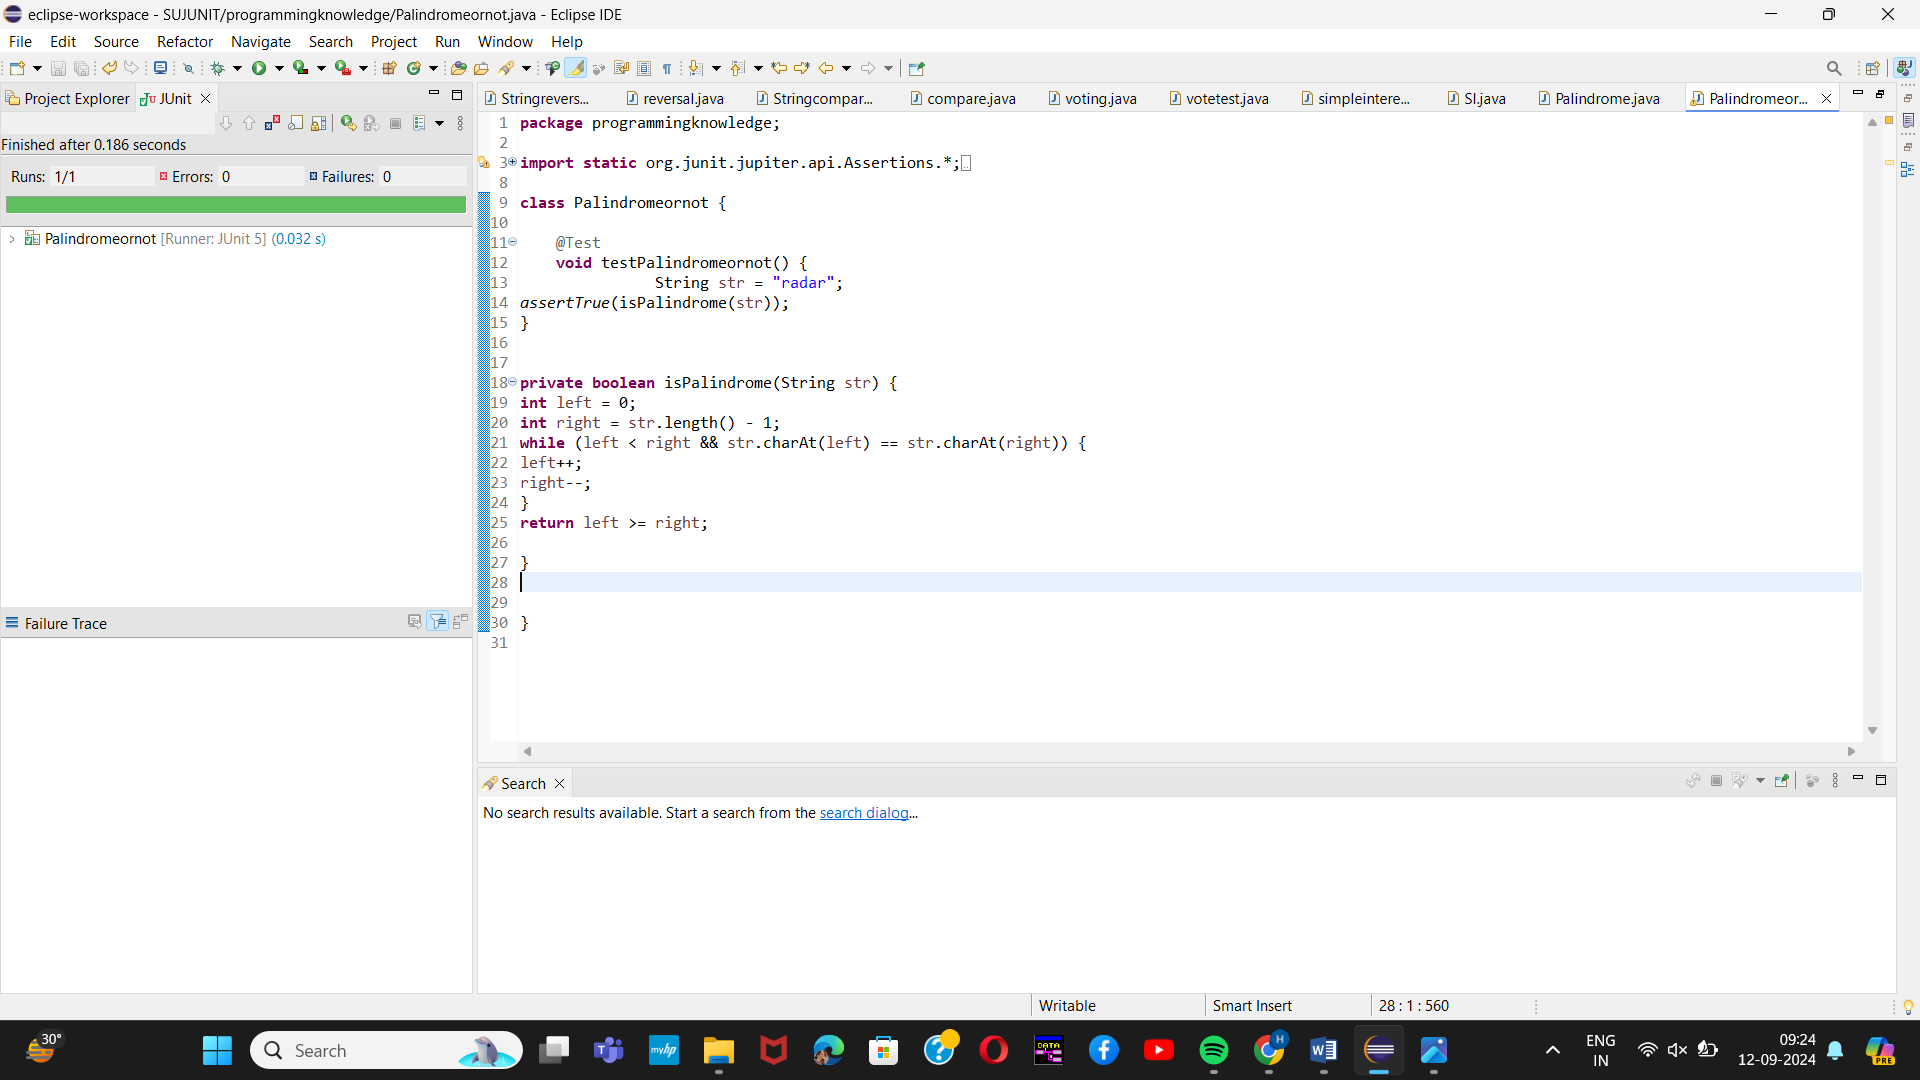 eclipse-workspace - SUJUNIT/programmingknowledge/Palindromeornot.java - Eclipse IDE
File Edit Source Refactor Navigate Search Project Run Window Help
Project Explorer JUnit
Stringrevers... reversal.java Stringcompar... compare.java voting.java votetest.java simpleintere... SI.java Palindrome.java Palindromeor...
Finished after 0.186 seconds
Runs: 1/1 Errors: 0 Failures: 0
Palindromeornot [Runner: JUnit 5] (0.032 s)
Failure Trace
1 package programmingknowledge;
2
3 import static org.junit.jupiter.api.Assertions.*;
8
9 class Palindromeornot {
10
11 @Test
12 void testPalindromeornot() {
13 String str = "radar";
14 assertTrue(isPalindrome(str));
15 }
16
17
18 private boolean isPalindrome(String str) {
19 int left = 0;
20 int right = str.length() - 1;
21 while (left < right && str.charAt(left) == str.charAt(right)) {
22 left++;
23 right--;
24 }
25 return left >= right;
26
27 }
28
29
30 }
31
Search
No search results available. Start a search from the search dialog...
Writable Smart Insert 28 : 1 : 560
30° Search myhp DATA H ENG 09:24 PRE
IN 12-09-2024